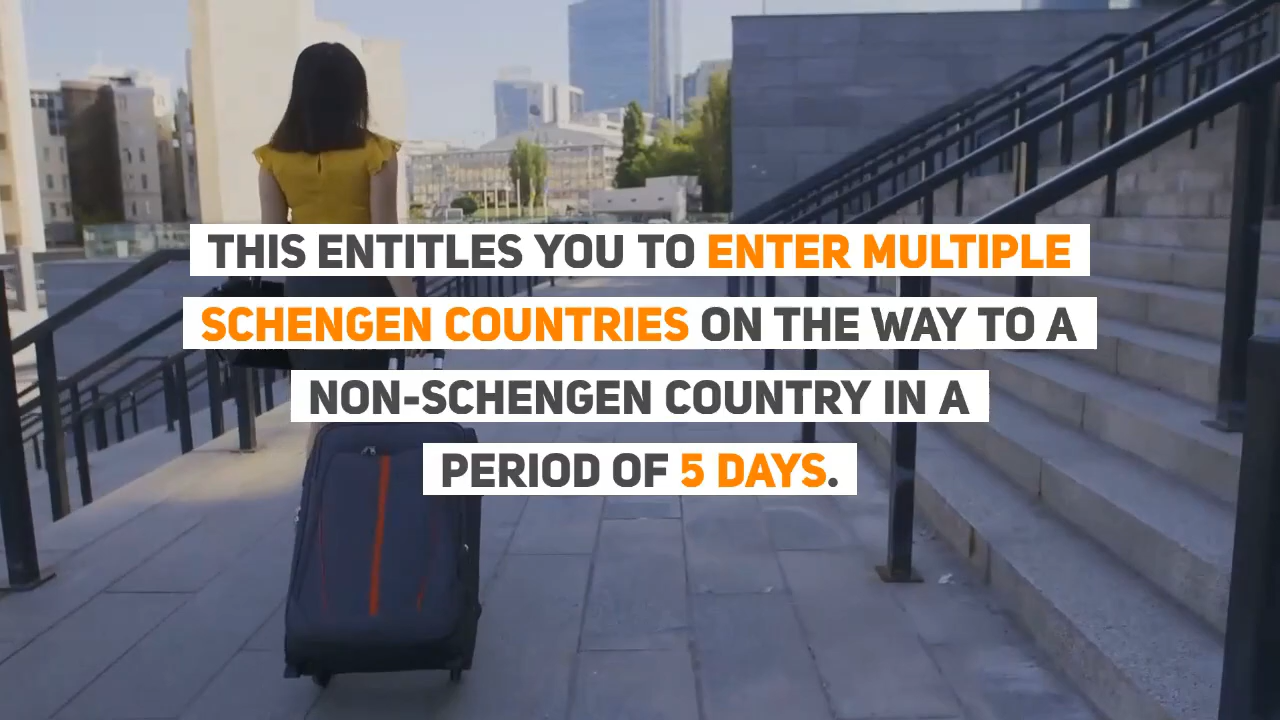 THIS ENTITLES YOU TO ENTER MULTIPLE
SCHENGEN COUNTRIES ON THE WAY TO A
NON-SCHENGEN COUNTRY IN A
PERIOD OF 5 DAYS.